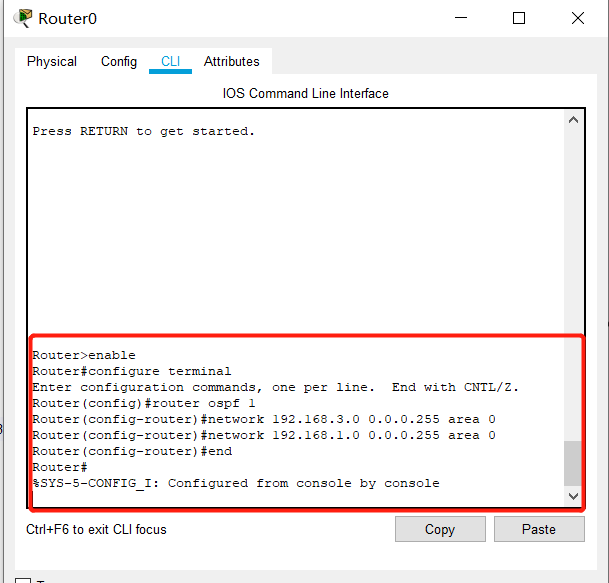 Router0
Physical Config CLI Attributes
IOS Command Line Interface
Press RETURN to get started.
Router>enable
Router#configure terminal
Enter configuration commands, one per line.  End with CNTL/Z.
Router(config)#router ospf 1
Router(config-router)#network 192.168.3.0 0.0.0.255 area 0
Router(config-router)#network 192.168.1.0 0.0.0.255 area 0
Router(config-router)#end
Router#
%SYS-5-CONFIG_I: Configured from console by console
Ctrl+F6 to exit CLI focus
Copy Paste